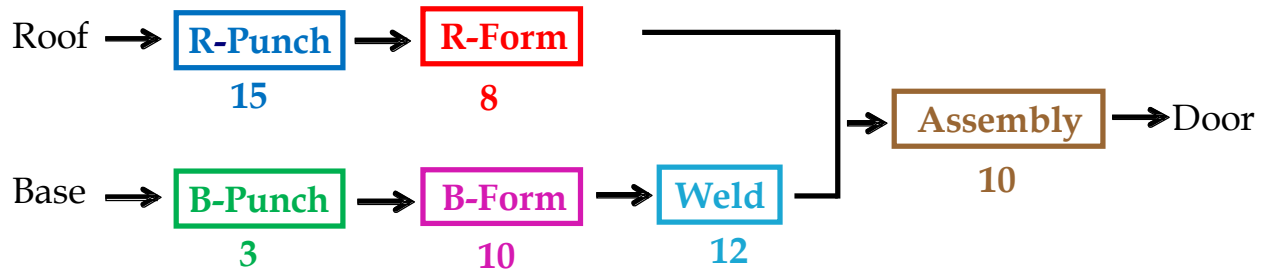 Roof
R-Punch
R-Form
15
8
Assembly
Door
10
Base
B-Punch
B-Form
Weld
3
10
12